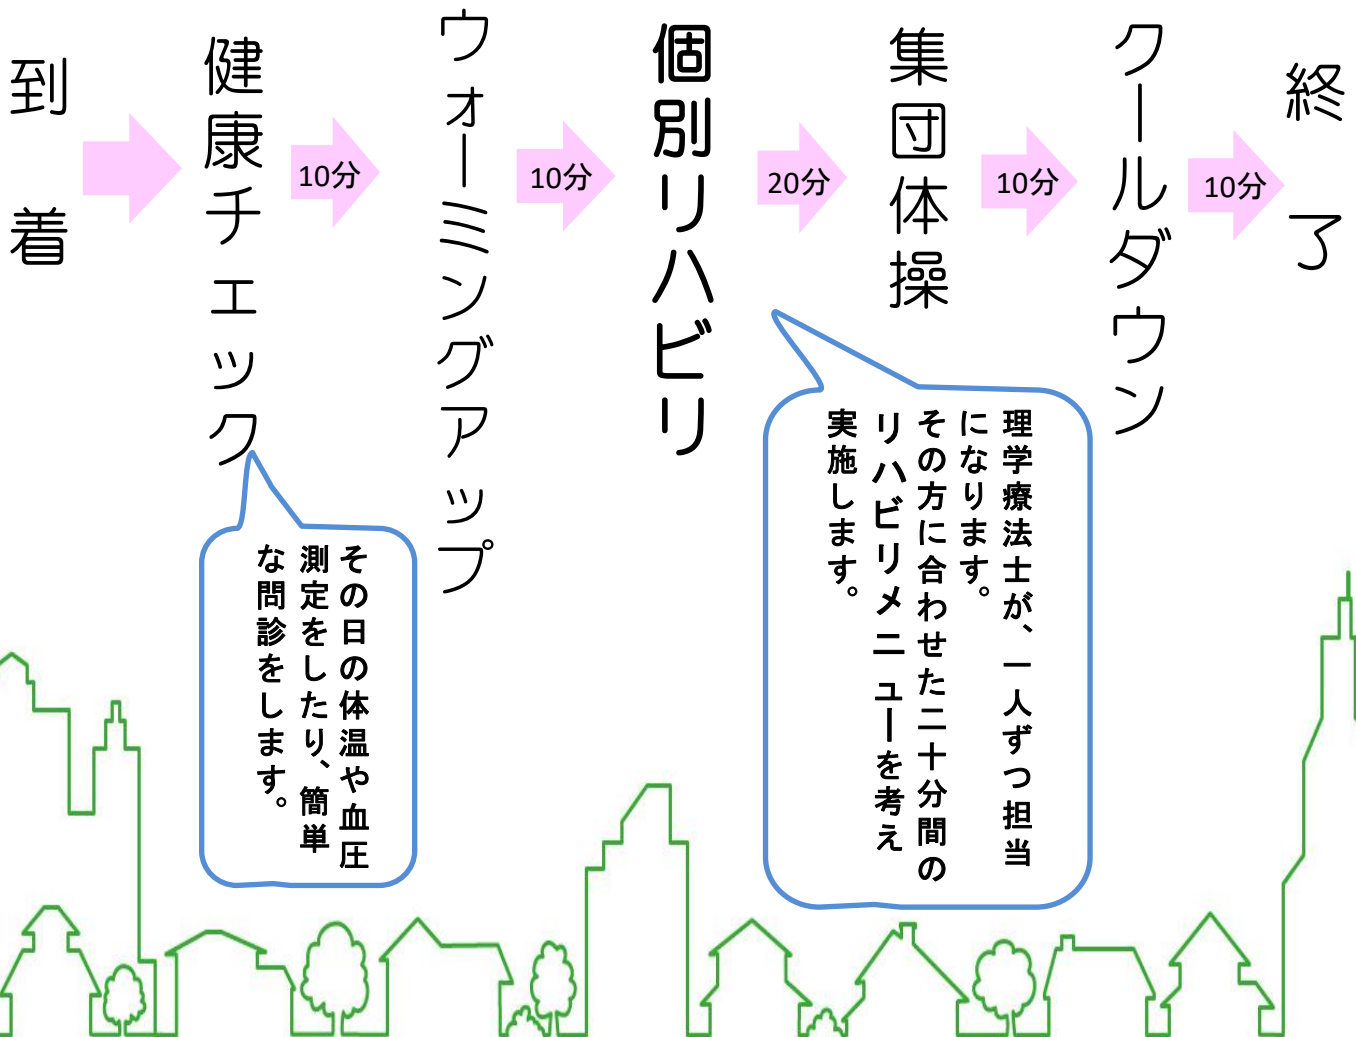 到着
健康チェック
10分
ウォーミングアップ
10分
個別リハビリ
20分
集団体操
10分
クールダウン
10分
終了
その日の体温や血圧
測定をしたり、簡単
な問診をします。
理学療法士が、一人ずつ担当
になります。
その方に合わせた二十分間の
リハビリメニューを考え
実施します。